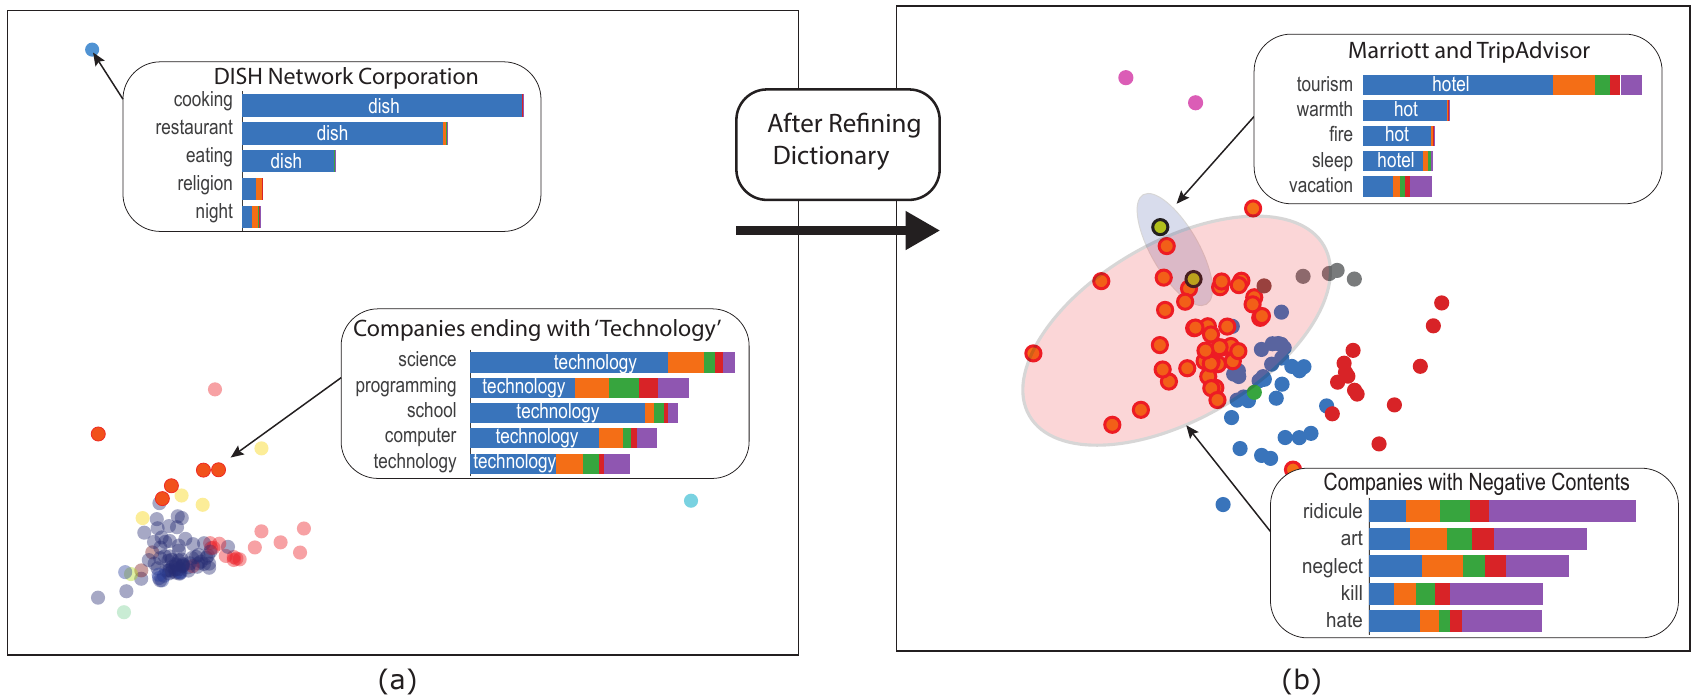 DISH Network Corporation
cooking
dish
restaurant
dish
eating
dish
religion
night
Companies ending with ‘Technology’
science
technology
programming
technology
school
technology
computer
technology
technology
technology
(a)
After Refining
Dictionary
Marriott and TripAdvisor
tourism
hotel
warmth
hot
fire
hot
sleep
hotel
vacation
Companies with Negative Contents
ridicule
art
neglect
kill
hate
(b)